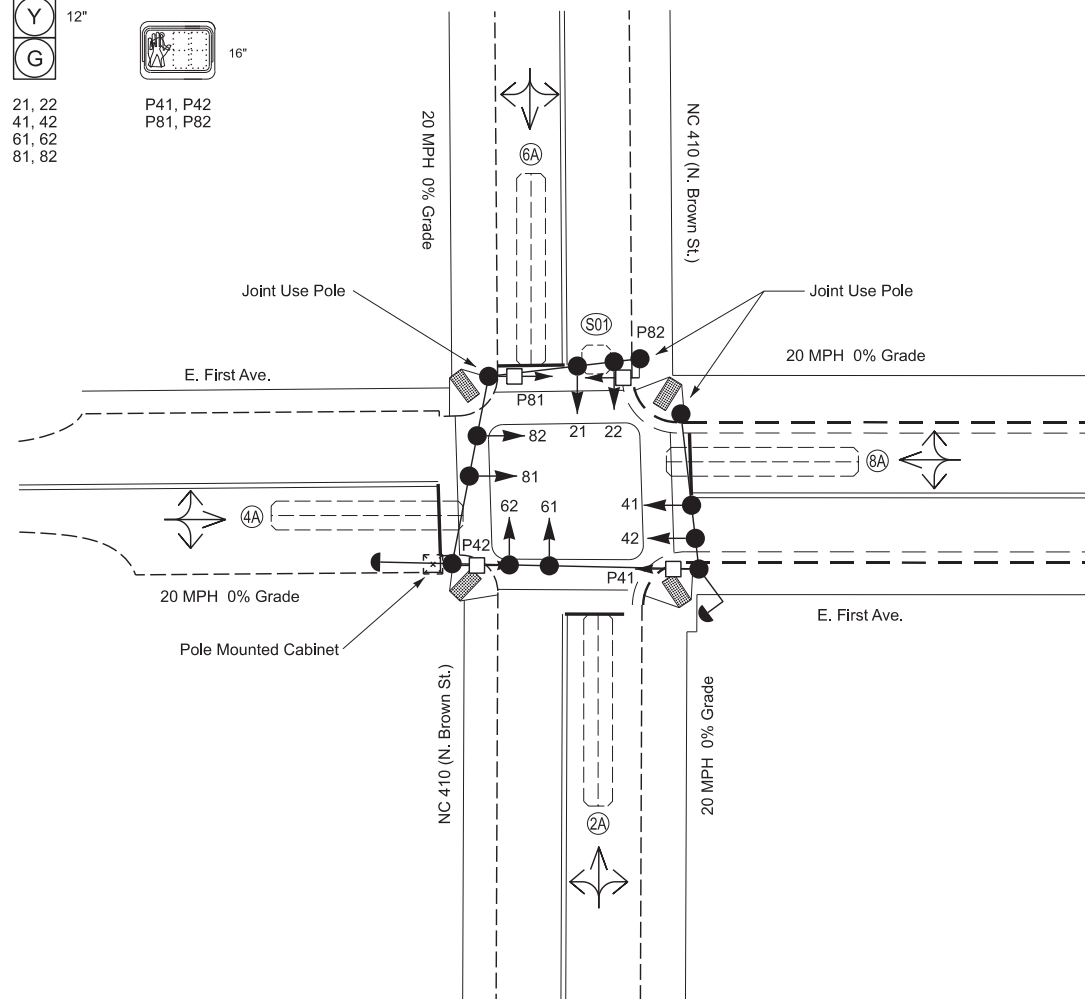 Y 12"
G
16"
21, 22
41, 42
61, 62
81, 82
P41, P42
P81, P82
20 MPH 0% Grade
NC 410 (N. Brown St.)
6A
Joint Use Pole
Joint Use Pole
S01
P82
20 MPH 0% Grade
E. First Ave.
P81
21
22
82
81
8A
4A
62
61
41
42
P42
P41
20 MPH 0% Grade
E. First Ave.
Pole Mounted Cabinet
NC 410 (N. Brown St.)
20 MPH 0% Grade
2A